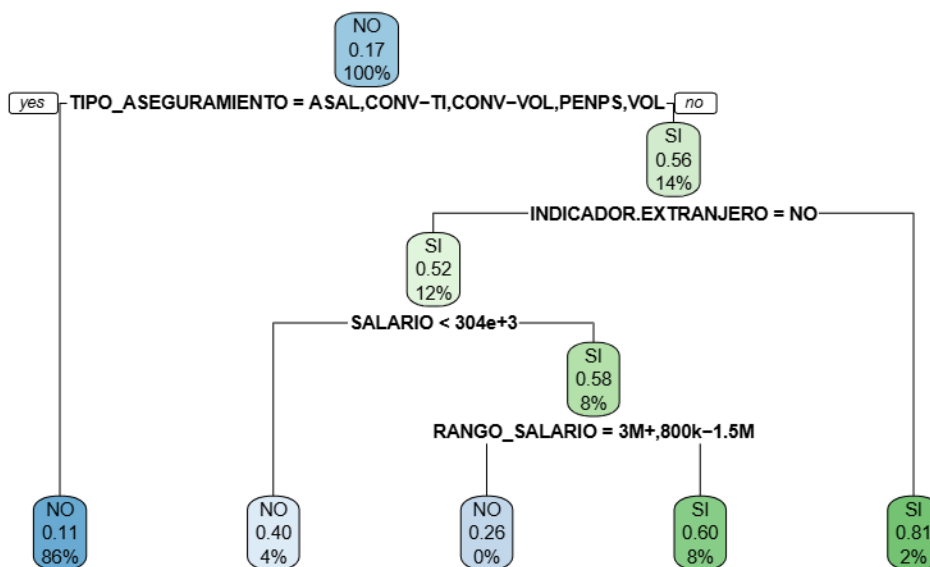 NO
0.17
100%
yes TIPO_ASEGURAMIENTO = ASAL,CONV−TI,CONV−VOL,PENPS,VOL no
SI
0.56
14%
INDICADOR.EXTRANJERO = NO
SI
0.52
12%
SALARIO < 304e+3
SI
0.58
8%
RANGO_SALARIO = 3M+,800k−1.5M
NO
0.11
86%
NO
0.40
4%
NO
0.26
0%
SI
0.60
8%
SI
0.81
2%